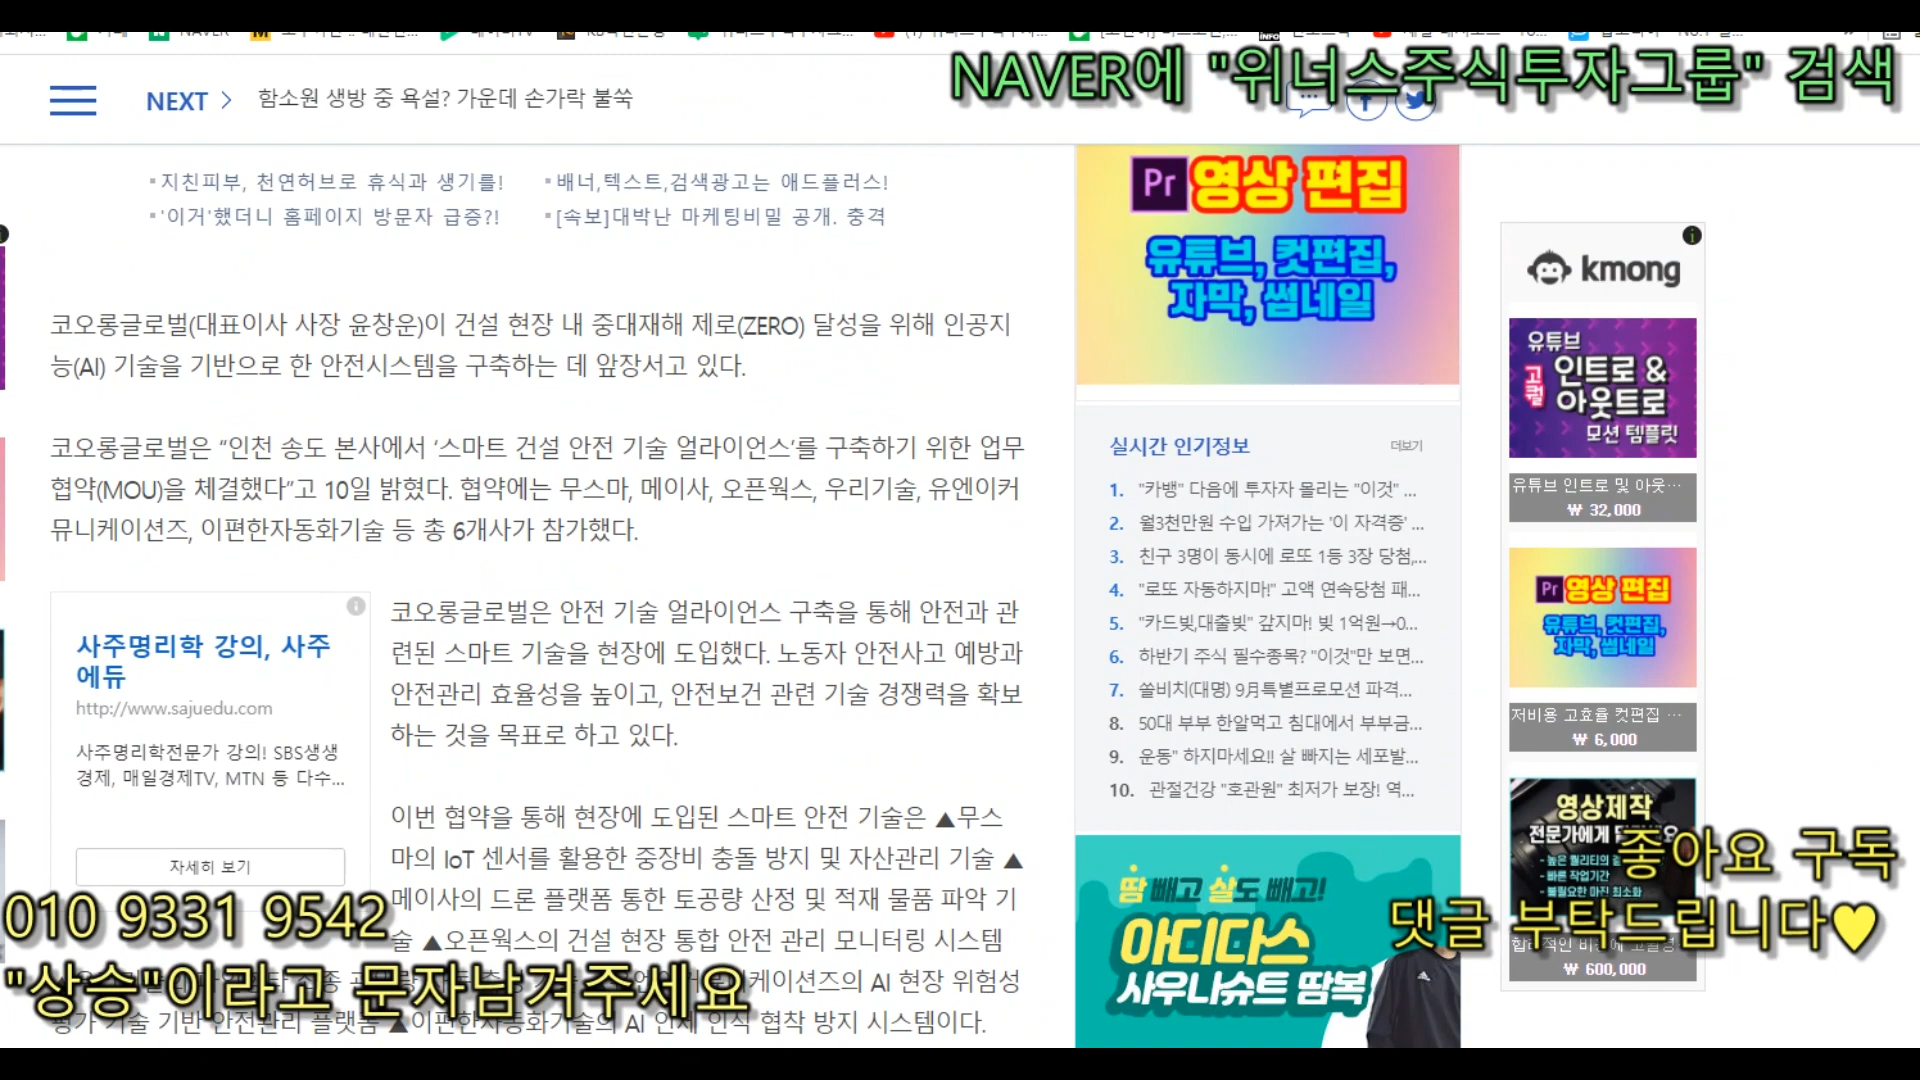 NAVER에 "위너스주식투자그룹" 검색
NEXT > 함소원 생방 중 욕설? 가운데 손가락 불쑥
지친피부, 천연허브로 휴식과 생기를!
배너,텍스트,검색광고는 애드플러스!
'이거'했더니 홈페이지 방문자 급증?!
[속보]대박난 마케팅비밀 공개. 충격
코오롱글로벌(대표이사 사장 윤창운)이 건설 현장 내 중대재해 제로(ZERO) 달성을 위해 인공지
능(AI) 기술을 기반으로 한 안전시스템을 구축하는 데 앞장서고 있다.
코오롱글로벌은 “인천 송도 본사에서 ‘스마트 건설 안전 기술 얼라이언스’를 구축하기 위한 업무
협약(MOU)을 체결했다”고 10일 밝혔다. 협약에는 무스마, 메이사, 오픈웍스, 우리기술, 유엔이커
뮤니케이션즈, 이편한자동화기술 등 총 6개사가 참가했다.
사주명리학 강의, 사주
에듀
http://www.sajuedu.com
사주명리학전문가 강의! SBS생생
경제, 매일경제TV, MTN 등 다수...
자세히 보기
코오롱글로벌은 안전 기술 얼라이언스 구축을 통해 안전과 관
련된 스마트 기술을 현장에 도입했다. 노동자 안전사고 예방과
안전관리 효율성을 높이고, 안전보건 관련 기술 경쟁력을 확보
하는 것을 목표로 하고 있다.
이번 협약을 통해 현장에 도입된 스마트 안전 기술은 ▲무스
마의 IoT 센서를 활용한 중장비 충돌 방지 및 자산관리 기술 ▲
메이사의 드론 플랫폼 통한 토공량 산정 및 적재 물품 파악 기
술 ▲오픈웍스의 건설 현장 통합 안전 관리 모니터링 시스템
케이션즈의 AI 현장 위험성
평가 기술 기반 안전관리 플랫폼 ▲이편한자동화기술의 AI 인체 인식 협착 방지 시스템이다.
010 9331 9542
"상승"이라고 문자남겨주세요
Pr 영상 편집
유튜브, 컷편집,
자막, 썸네일
실시간 인기정보 더보기
1. "카뱅" 다음에 투자자 몰리는 "이것" ...
2. 월3천만원 수입 가져가는 '이 자격증' ...
3. 친구 3명이 동시에 로또 1등 3장 당첨,...
4. "로또 자동하지마!" 고액 연속당첨 패...
5. "카드빚,대출빚" 갚지마! 빚 1억원→0...
6. 하반기 주식 필수종목? "이것"만 보면...
7. 쏠비치(대명) 9月특별프로모션 파격...
8. 50대 부부 한알먹고 침대에서 부부금...
9. 운동" 하지마세요!! 살 빠지는 세포발...
10. 관절건강 "호관원" 최저가 보장! 역...
땀 빼고 살도 빼고!
아디다스
사우나슈트 땀복
kmong
유튜브
고퀄
인트로 &
아웃트로
모션 템플릿
유튜브 인트로 및 아웃...
₩ 32,000
Pr 영상 편집
유튜브, 컷편집,
자막, 썸네일
저비용 고효율 컷편집 ...
₩ 6,000
영상제작
전문가에게
- 빠른 작업기간
- 불필요한 마진 최소화
₩ 600,000
좋아요 구독
댓글 부탁드립니다♥